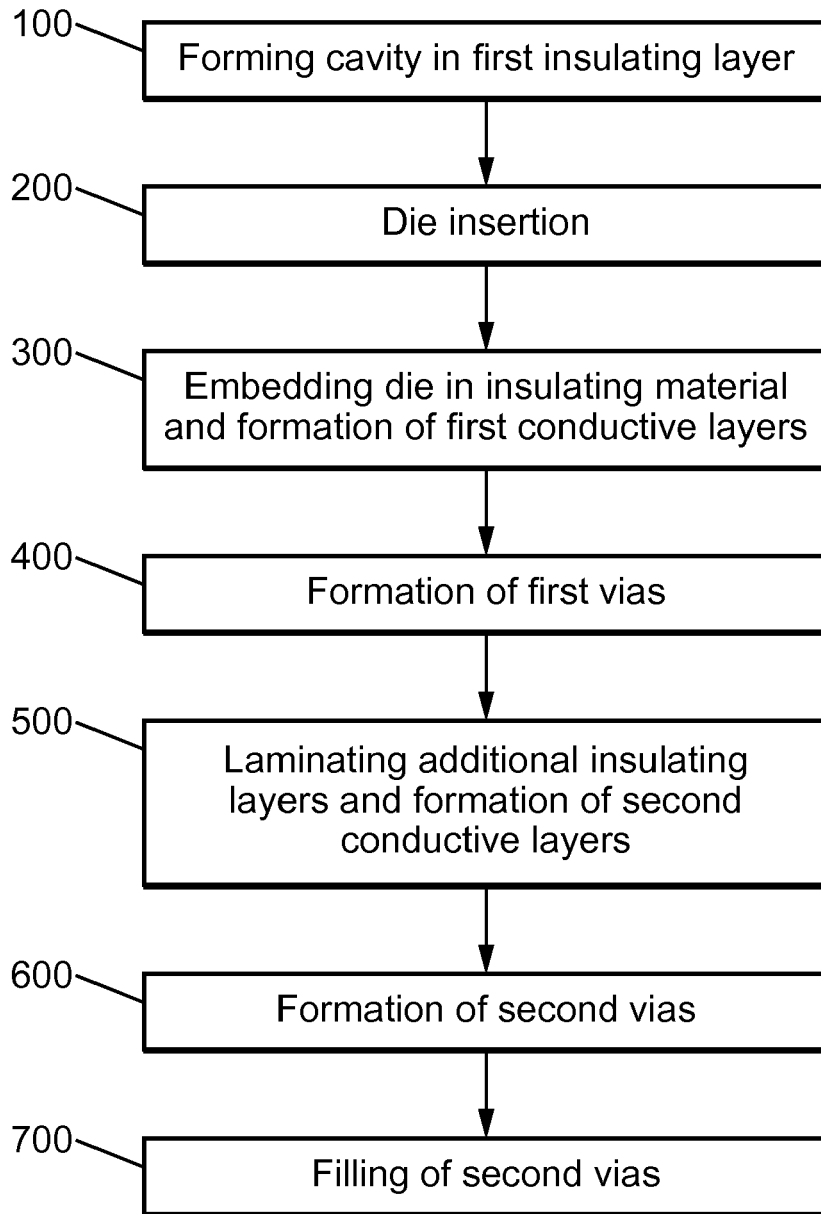 100
Forming cavity in first insulating layer
200
Die insertion
300
Embedding die in insulating material
and formation of first conductive layers
400
Formation of first vias
500
Laminating additional insulating
layers and formation of second
conductive layers
600
Formation of second vias
700
Filling of second vias